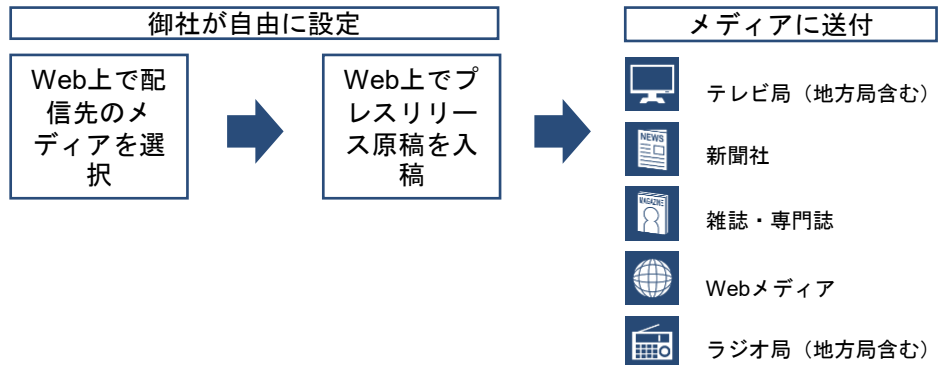 御社が自由に設定
メディアに送付
Web上で配
信先のメ
ディアを選
択
Web上でプ
レスリリー
ス原稿を入
稿
テレビ局（地方局含む）
NEWS
新聞社
MAGAZINE
雑誌・専門誌
Webメディア
ラジオ局（地方局含む）